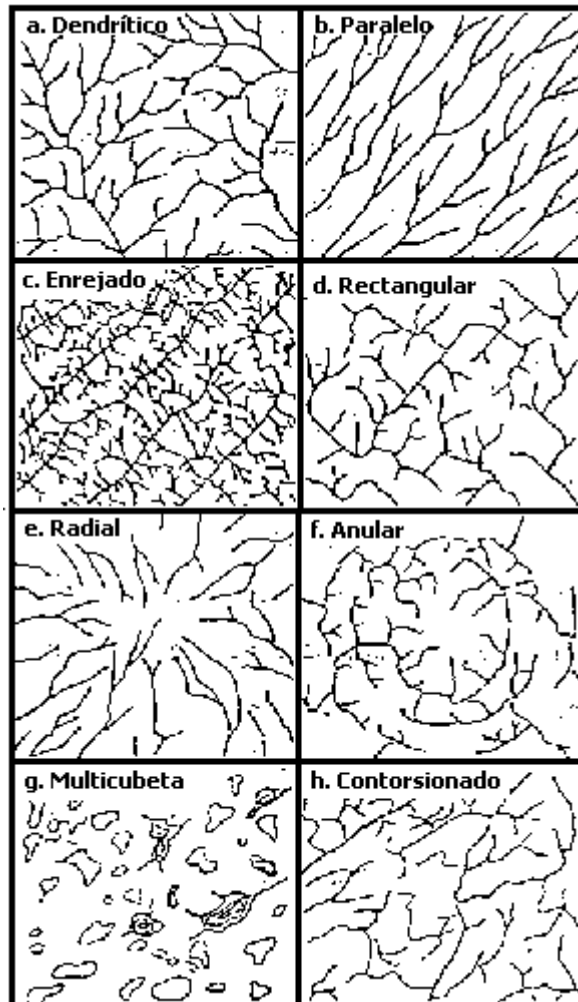 a. Dendrítico
b. Paralelo
c. Enrejado
d. Rectangular
e. Radial
f. Anular
g. Multicubeta
h. Contorsionado